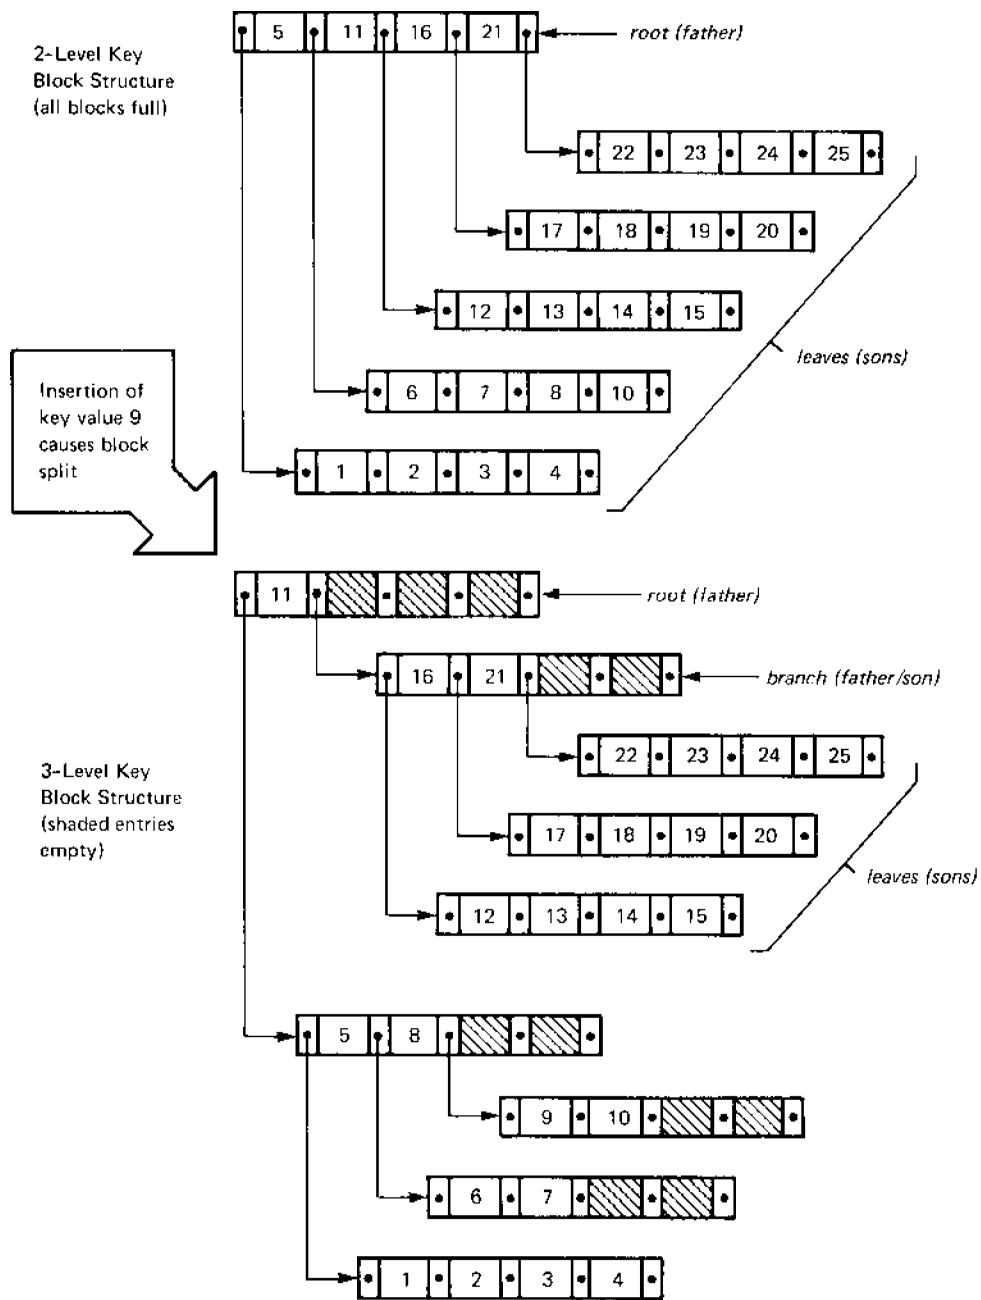 5 11 16 21
root (father)
2-Level Key
Block Structure
(all blocks full)
22 23 24 25
17 18 19 20
12 13 14 15
leaves (sons)
6 7 8 10
1 2 3 4
Insertion of
key value 9
causes block
split
11
root (father)
16 21
branch (father/son)
22 23 24 25
3-Level Key
Block Structure
(shaded entries
empty)
17 18 19 20
leaves (sons)
12 13 14 15
5 8
9 10
6 7
1 2 3 4